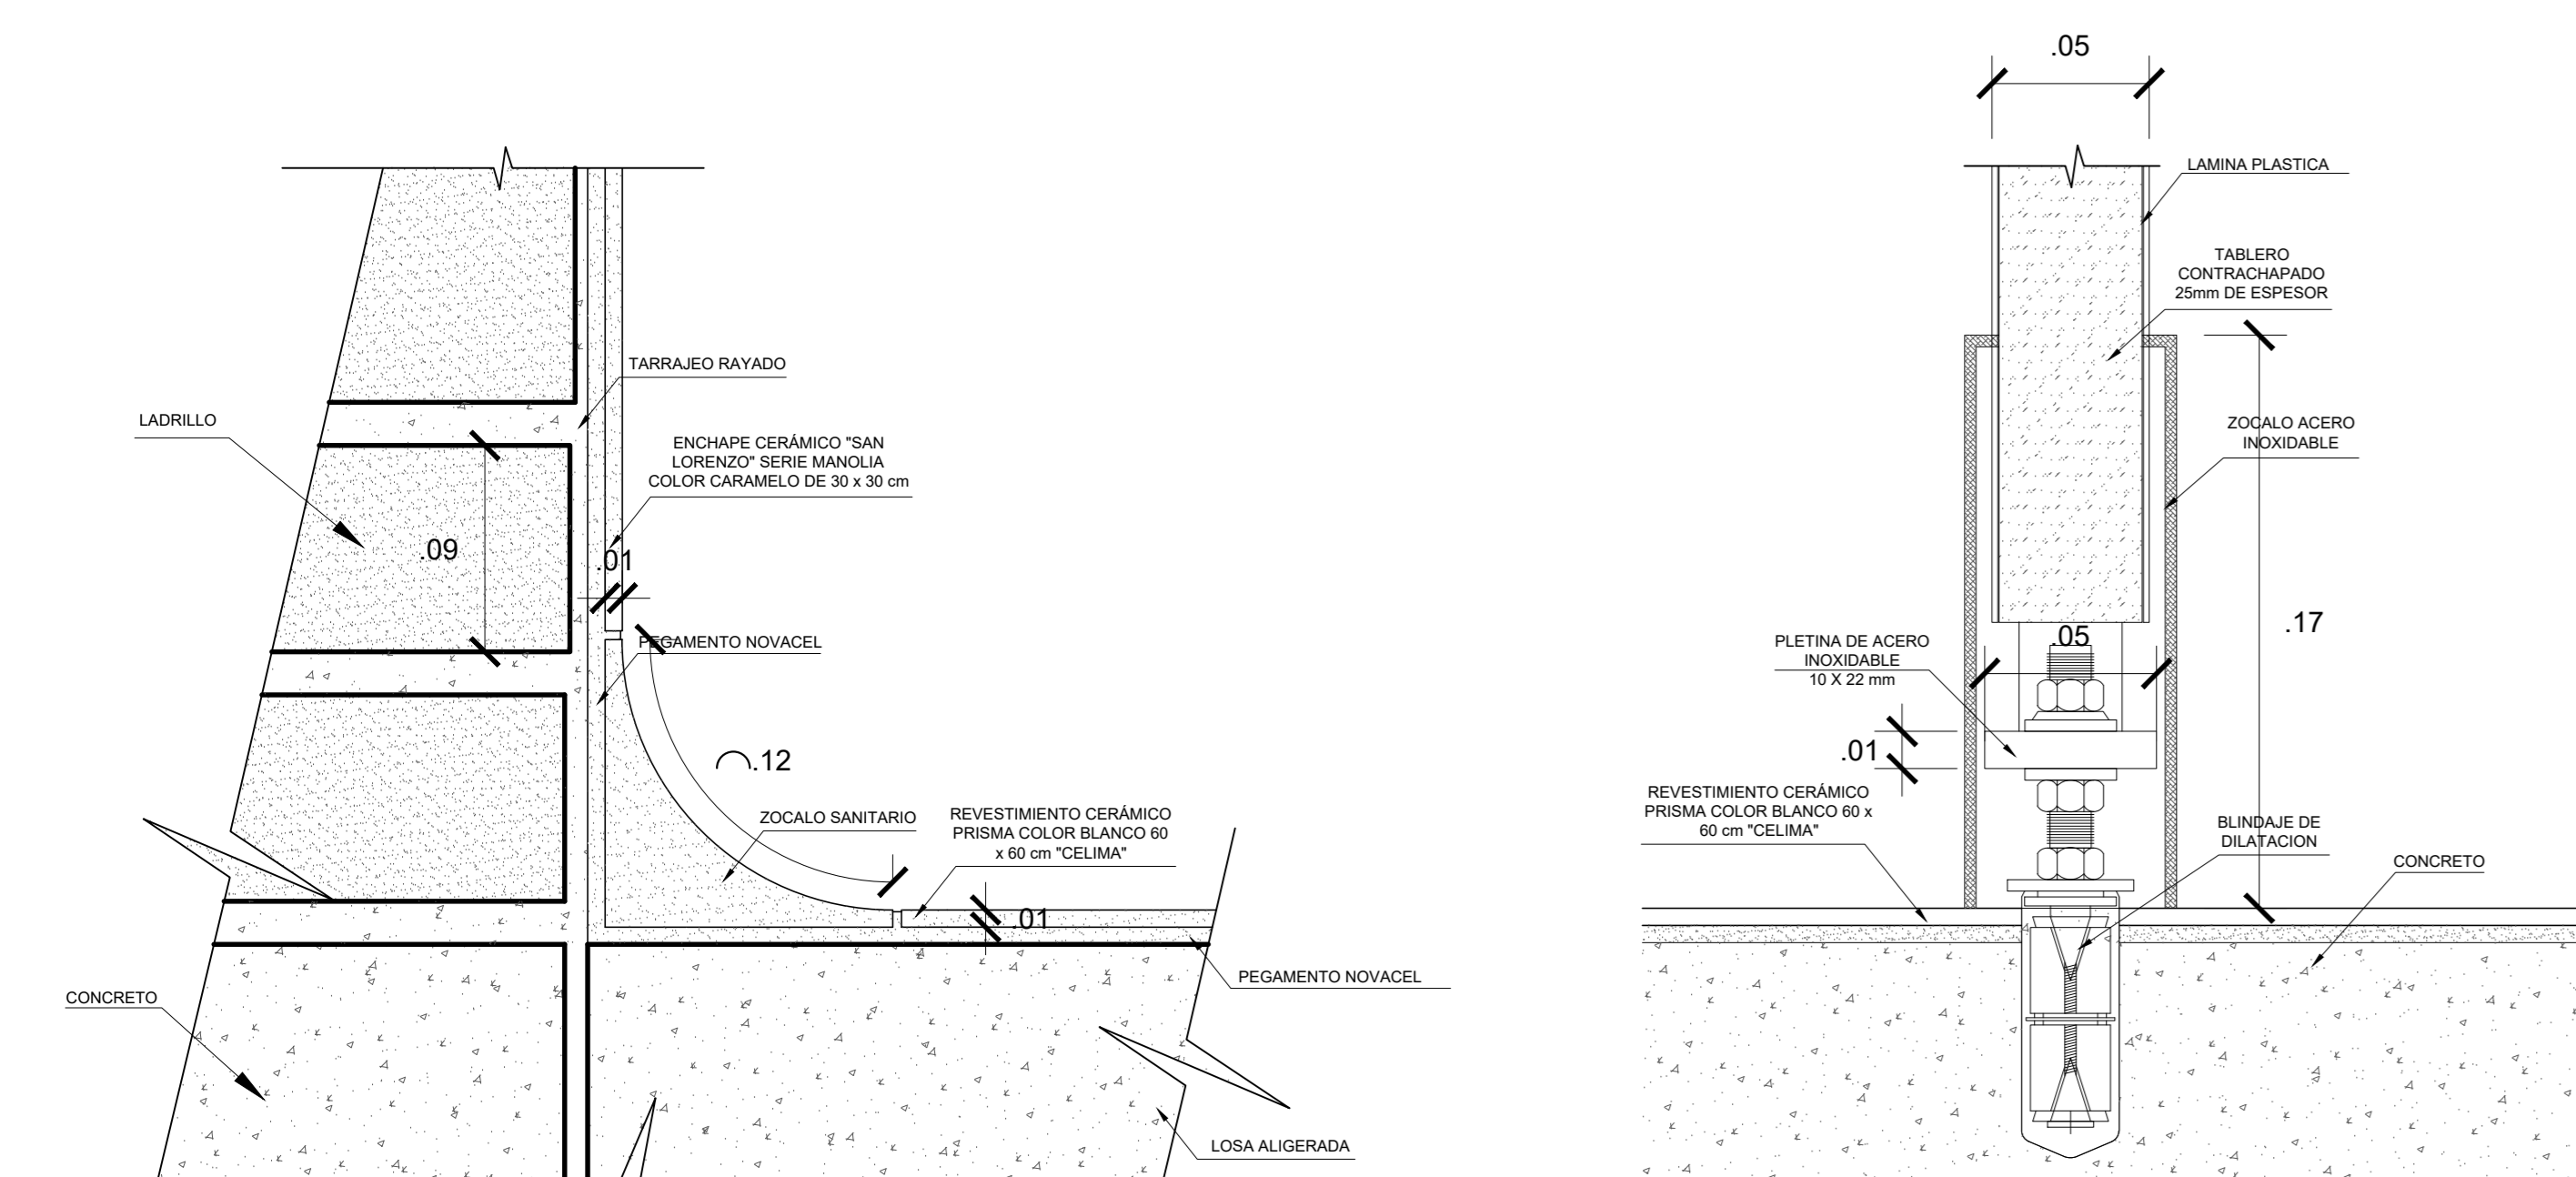 TARRAJEO RAYADO
LADRILLO
ENCHAPE CERÁMICO "SAN
LORENZO" SERIE MANOLIA
COLOR CARAMELO DE 30 x 30 cm
.09
.01
PEGAMENTO NOVACEL
.12
ZOCALO SANITARIO
REVESTIMIENTO CERÁMICO
PRISMA COLOR BLANCO 60
x 60 cm "CELIMA"
.01
PEGAMENTO NOVACEL
CONCRETO
LOSA ALIGERADA
.05
LAMINA PLASTICA
TABLERO
CONTRACHAPADO
25mm DE ESPESOR
ZOCALO ACERO
INOXIDABLE
.17
.05
PLETINA DE ACERO
INOXIDABLE
10 X 22 mm
.01
REVESTIMIENTO CERÁMICO
PRISMA COLOR BLANCO 60 x
60 cm "CELIMA"
BLINDAJE DE
DILATACION
CONCRETO